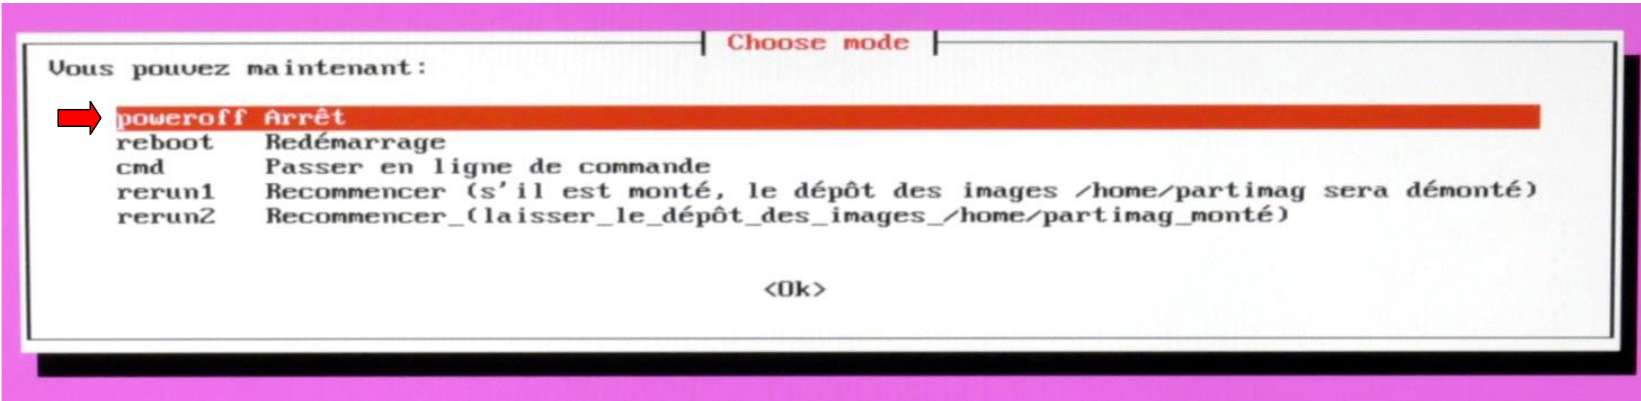 Choose mode
Vous pouvez maintenant:
poweroff Arrêt
reboot Redémarrage
cmd Passer en ligne de commande
rerun1 Recommencer (s'il est monté, le dépôt des images /home/partimag sera démonté)
rerun2 Recommencer_(laisser_le_dépôt_des_images_/home/partimag_monté)
<Ok>